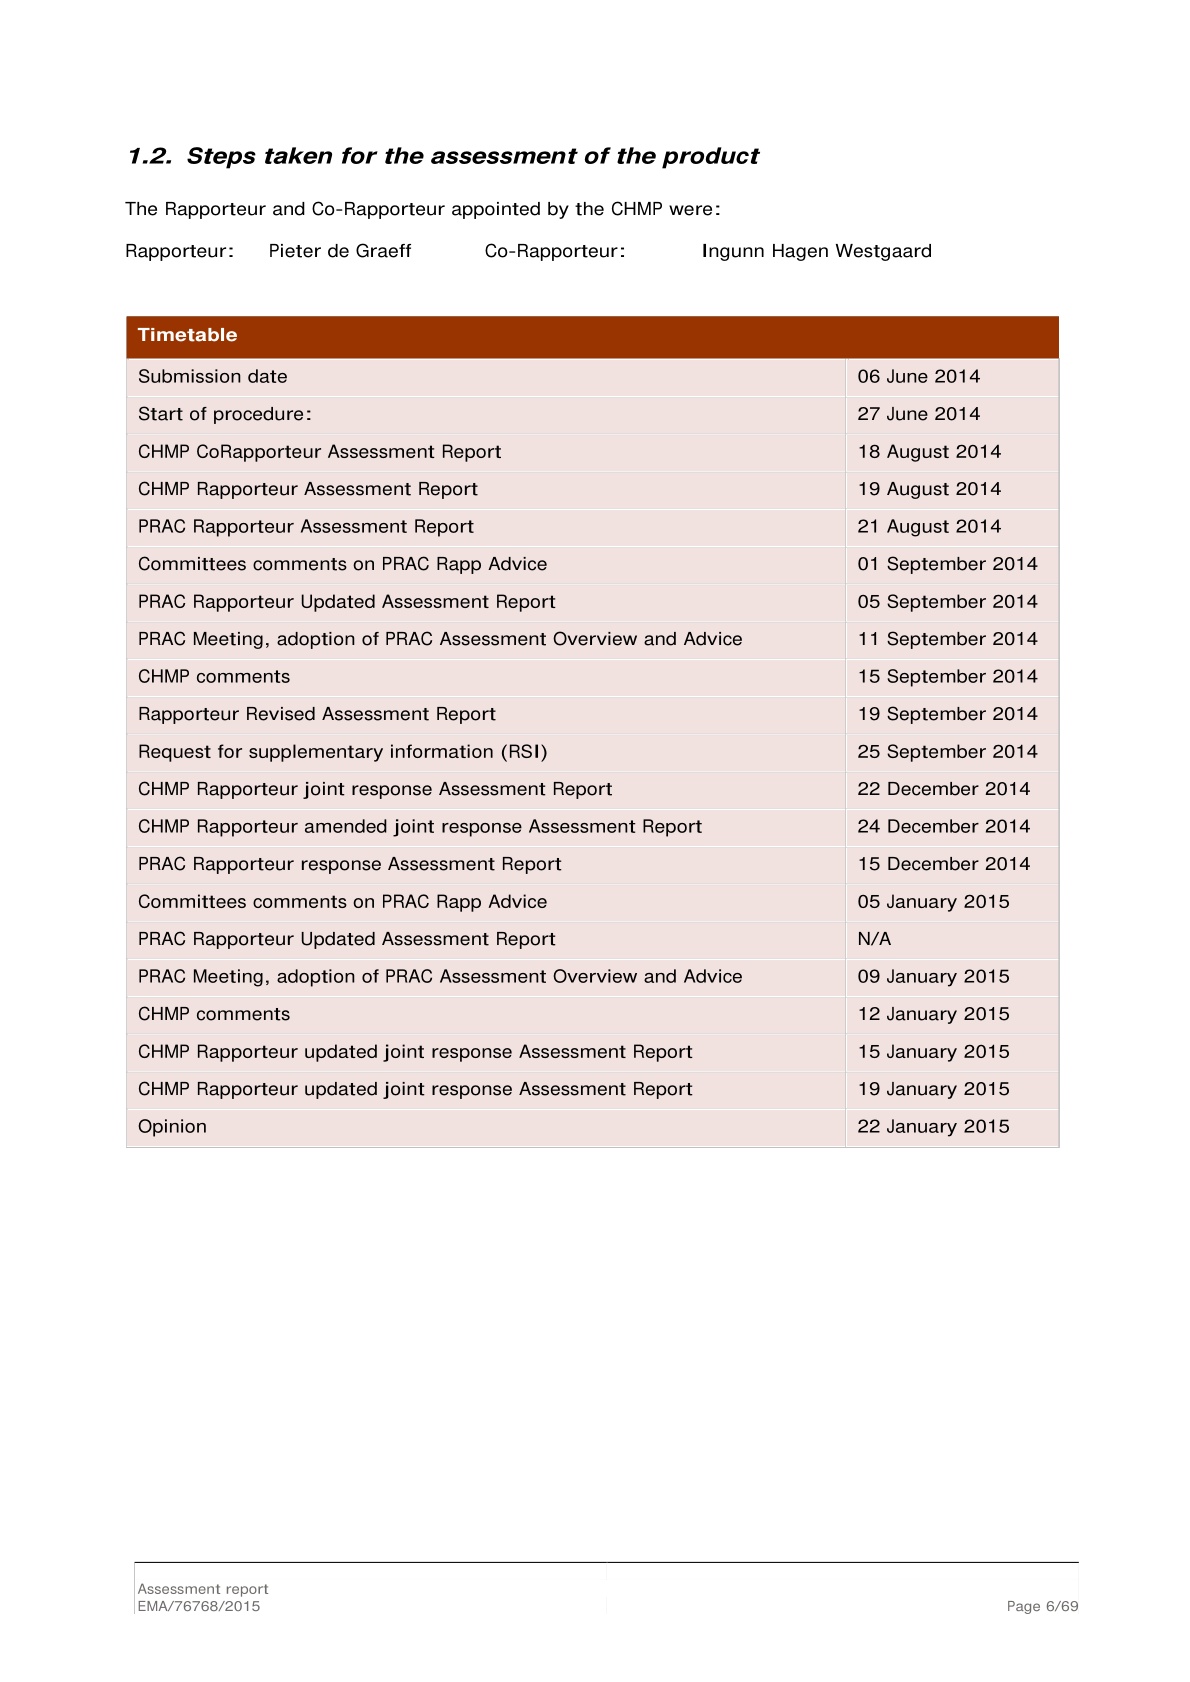 1.2. Steps taken for the assessment of the product
The Rapporteur and Co-Rapporteur appointed by the CHMP were:
Rapporteur: Pieter de Graeff Co-Rapporteur: Ingunn Hagen Westgaard
Timetable
Submission date 06 June 2014
Start of procedure: 27 June 2014
CHMP CoRapporteur Assessment Report 18 August 2014
CHMP Rapporteur Assessment Report 19 August 2014
PRAC Rapporteur Assessment Report 21 August 2014
Committees comments on PRAC Rapp Advice 01 September 2014
PRAC Rapporteur Updated Assessment Report 05 September 2014
PRAC Meeting, adoption of PRAC Assessment Overview and Advice 11 September 2014
CHMP comments 15 September 2014
Rapporteur Revised Assessment Report 19 September 2014
Request for supplementary information (RSI) 25 September 2014
CHMP Rapporteur joint response Assessment Report 22 December 2014
CHMP Rapporteur amended joint response Assessment Report 24 December 2014
PRAC Rapporteur response Assessment Report 15 December 2014
Committees comments on PRAC Rapp Advice 05 January 2015
PRAC Rapporteur Updated Assessment Report N/A
PRAC Meeting, adoption of PRAC Assessment Overview and Advice 09 January 2015
CHMP comments 12 January 2015
CHMP Rapporteur updated joint response Assessment Report 15 January 2015
CHMP Rapporteur updated joint response Assessment Report 19 January 2015
Opinion 22 January 2015
Assessment report
EMA/76768/2015 Page 6/69